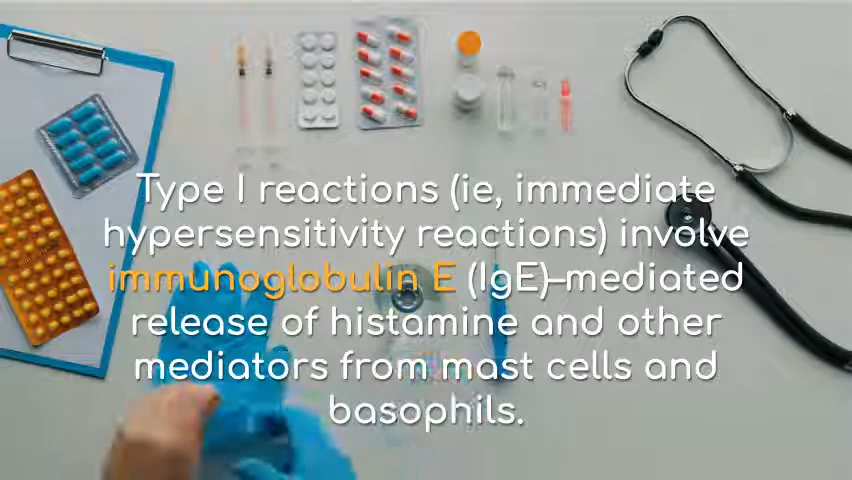 Type I reactions (ie, immediate
hypersensitivity reactions) involve
immunoglobulin E (IgE)–mediated
release of histamine and other
mediators from mast cells and
basophils.